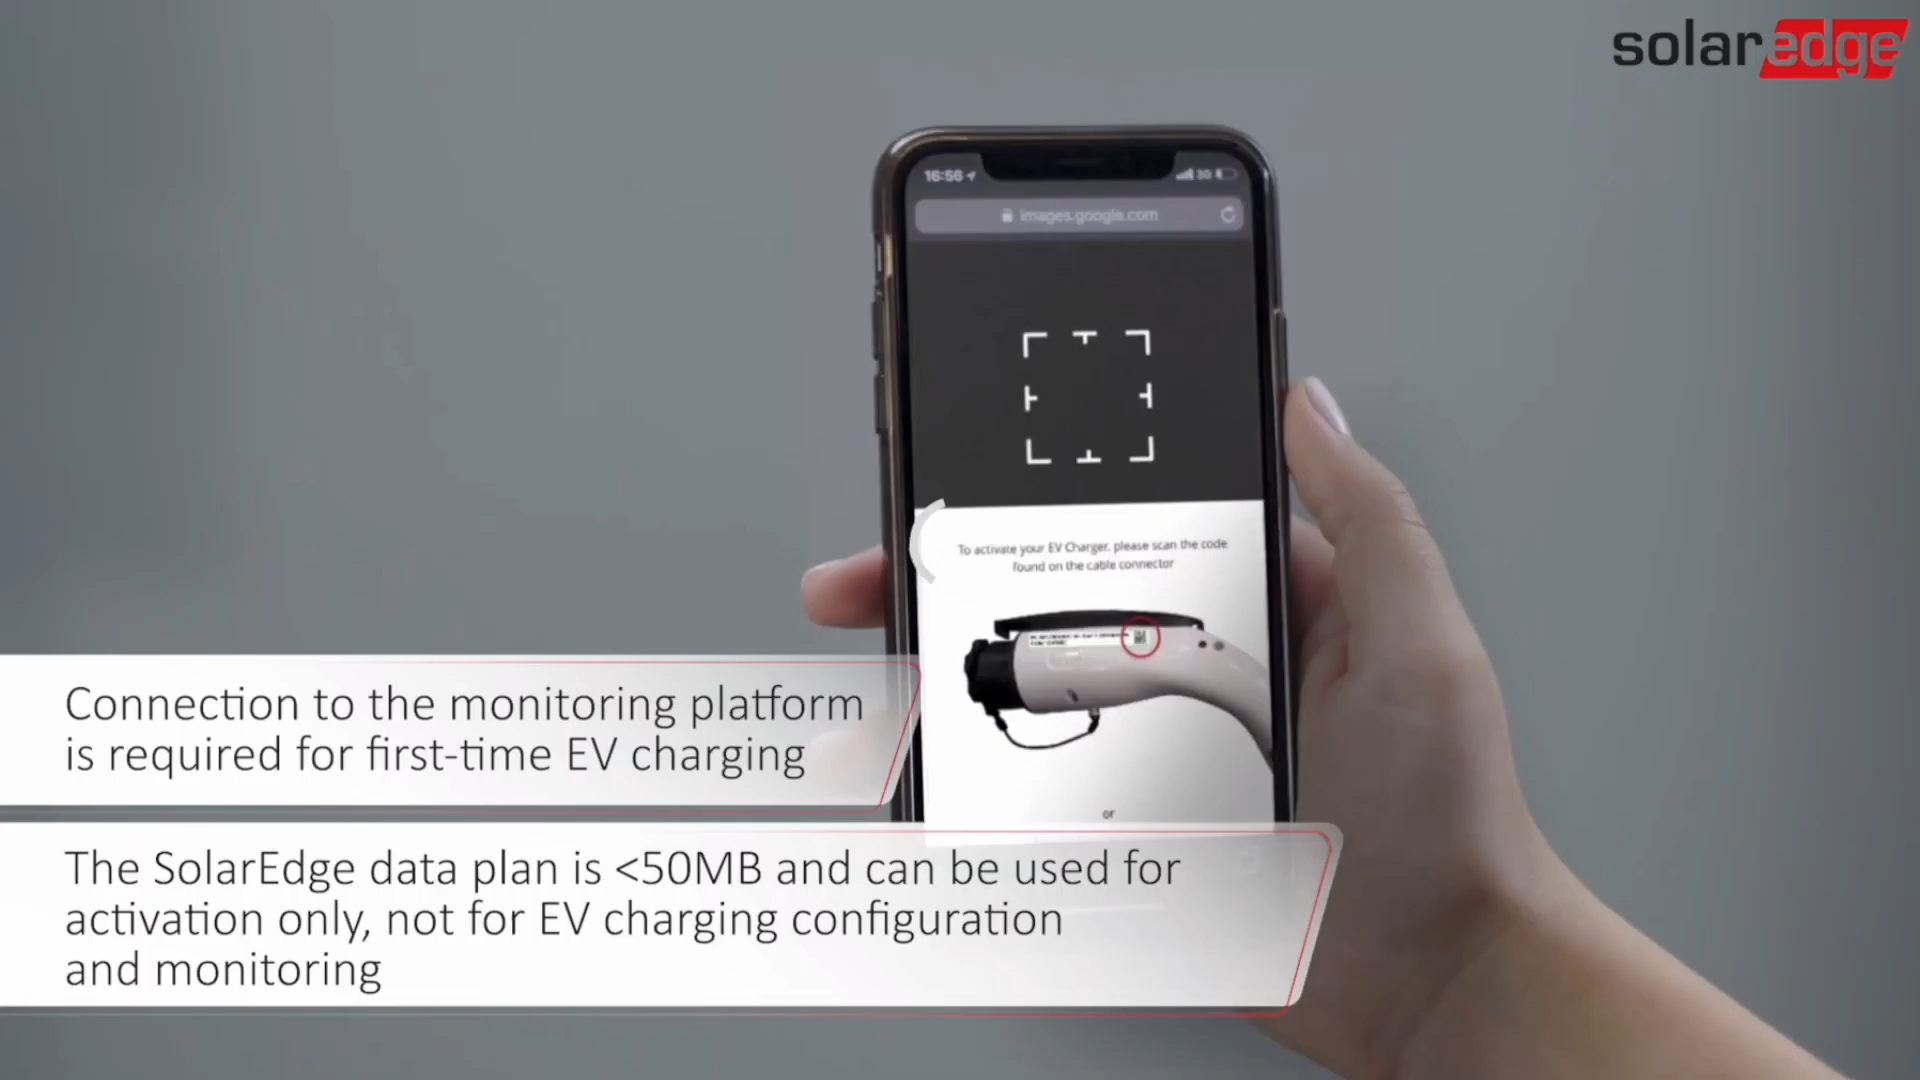 solaredge
16:56
3G
images.google.com
To activate your EV Charger, please scan the code
found on the cable connector
or
Connection to the monitoring platform
is required for first-time EV charging
The SolarEdge data plan is <50MB and can be used for
activation only, not for EV charging configuration
and monitoring